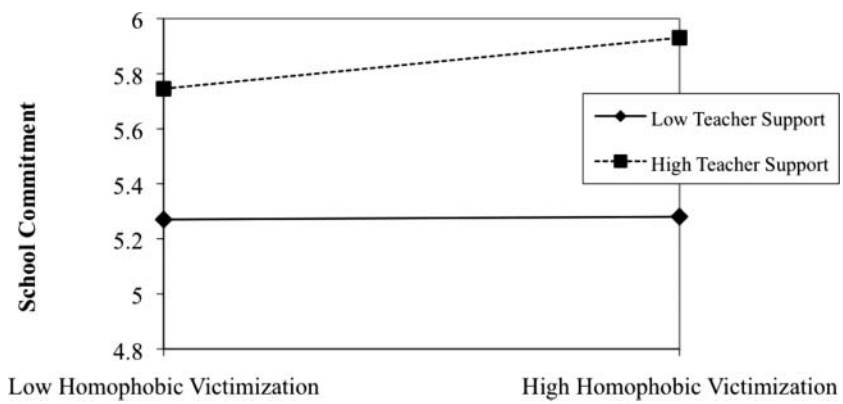 6
5.8
5.6
5.4
5.2
5
4.8
School Commitment
Low Homophobic Victimization
High Homophobic Victimization
Low Teacher Support
High Teacher Support